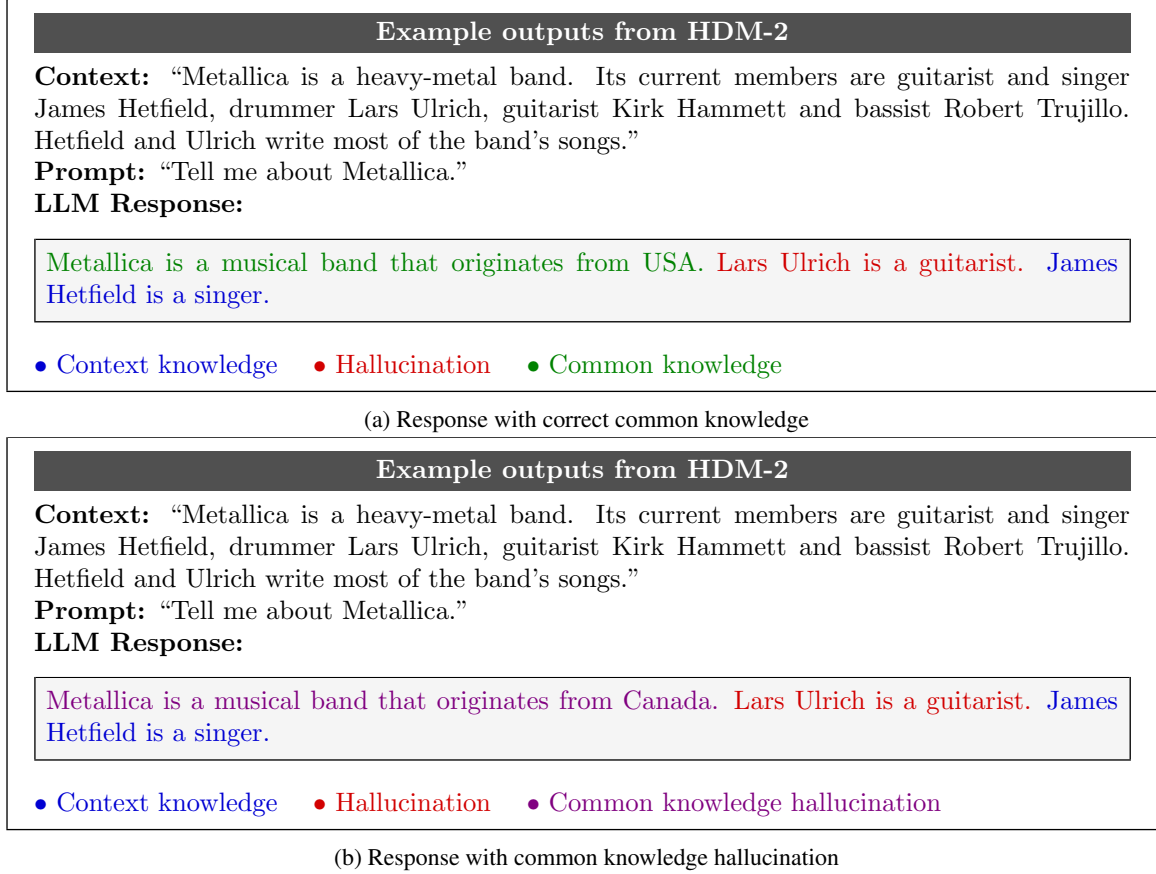 Example outputs from HDM-2
Context: “Metallica is a heavy-metal band. Its current members are guitarist and singer
James Hetfield, drummer Lars Ulrich, guitarist Kirk Hammett and bassist Robert Trujillo.
Hetfield and Ulrich write most of the band’s songs.”
Prompt: “Tell me about Metallica.”
LLM Response:
Metallica is a musical band that originates from USA. Lars Ulrich is a guitarist. James
Hetfield is a singer.
• Context knowledge • Hallucination • Common knowledge
(a) Response with correct common knowledge
Example outputs from HDM-2
Context: “Metallica is a heavy-metal band. Its current members are guitarist and singer
James Hetfield, drummer Lars Ulrich, guitarist Kirk Hammett and bassist Robert Trujillo.
Hetfield and Ulrich write most of the band’s songs.”
Prompt: “Tell me about Metallica.”
LLM Response:
Metallica is a musical band that originates from Canada. Lars Ulrich is a guitarist. James
Hetfield is a singer.
• Context knowledge • Hallucination • Common knowledge hallucination
(b) Response with common knowledge hallucination